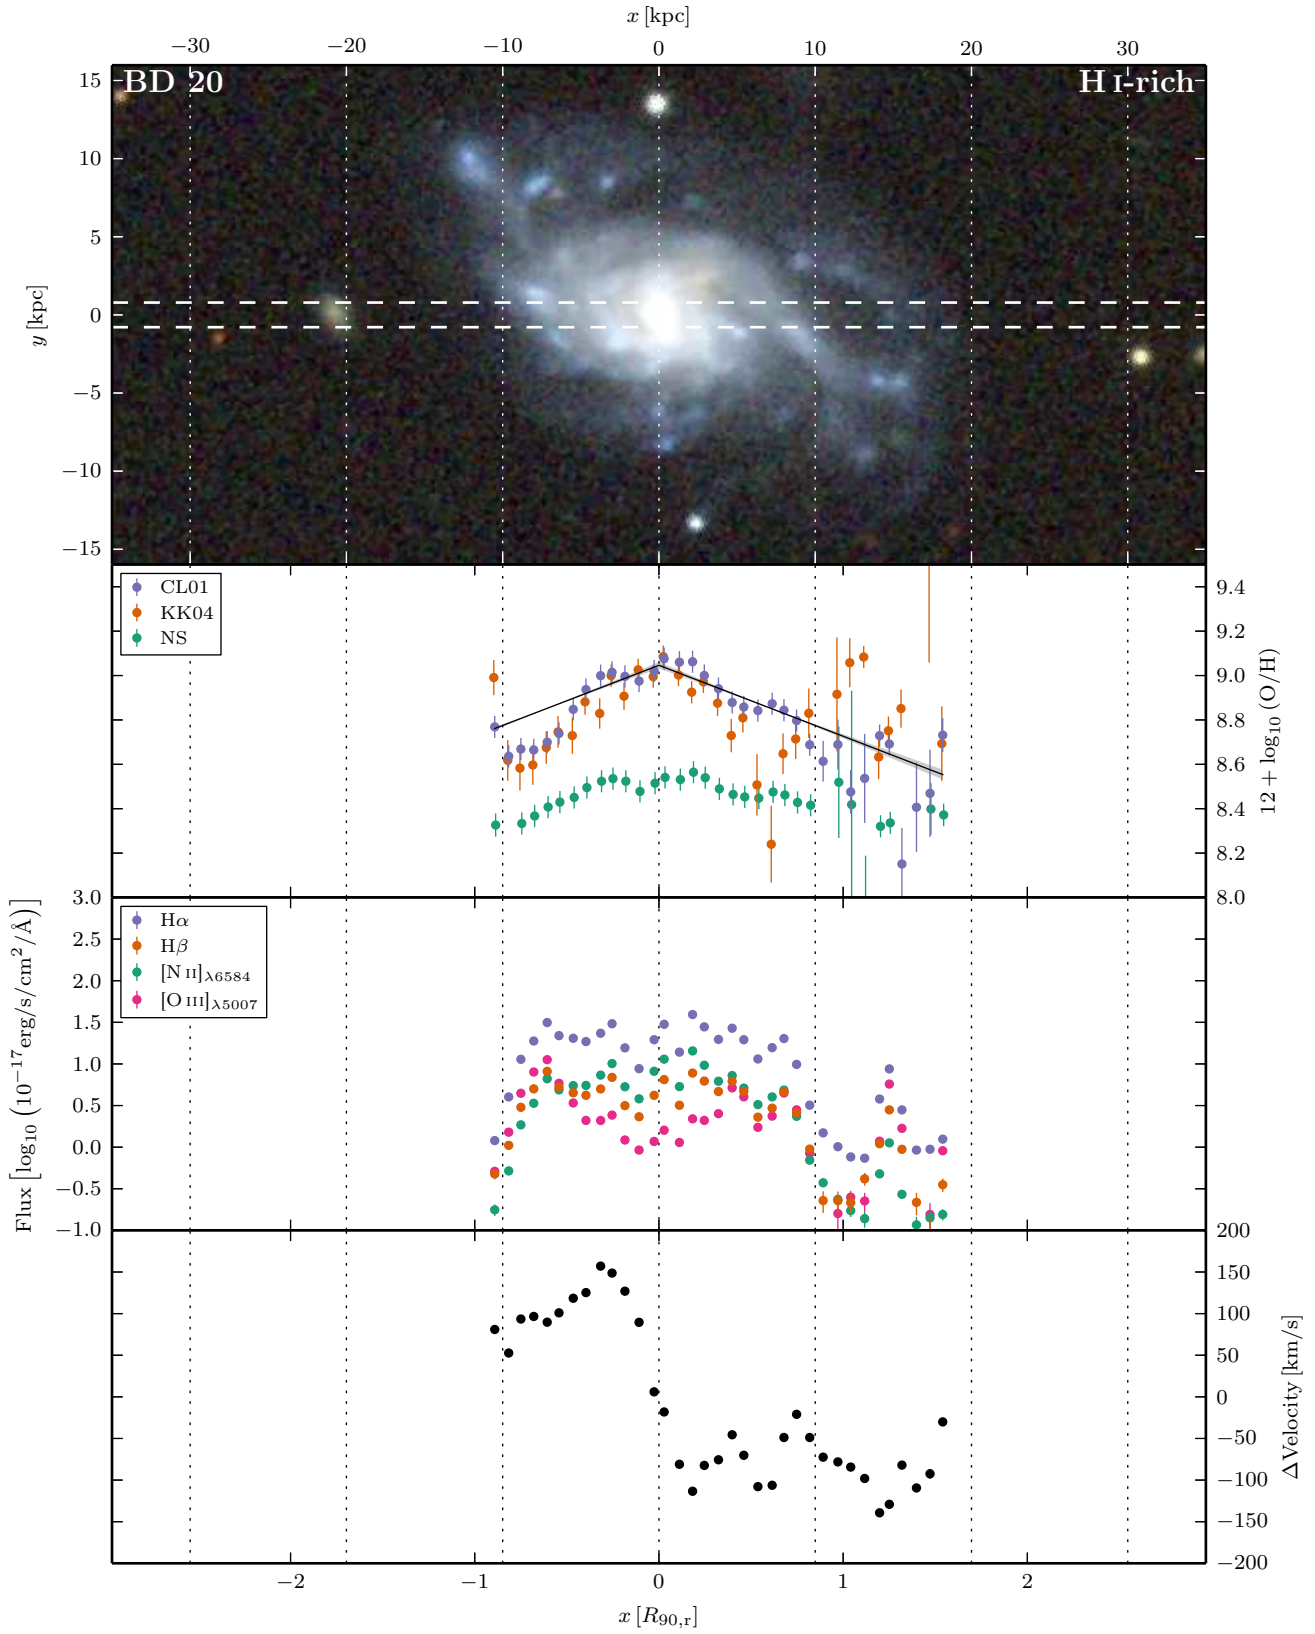 x [kpc]
−30 −20 −10 0 10 20 30
BD 20 H I-rich
15
10
5
0
−5
−10
−15
y [kpc]
CL01
KK04
NS
9.4
9.2
9.0
8.8
8.6
8.4
8.2
8.0
12 + log₁₀ (O/H)
3.0
2.5
2.0
1.5
1.0
0.5
0.0
−0.5
−1.0
Flux [log₁₀ (10⁻¹⁷erg/s/cm²/Å)]
Hα
Hβ
[N II]λ6584
[O III]λ5007
200
150
100
50
0
−50
−100
−150
−200
ΔVelocity [km/s]
−2 −1 0 1 2
x [R₉₀,ᵣ]